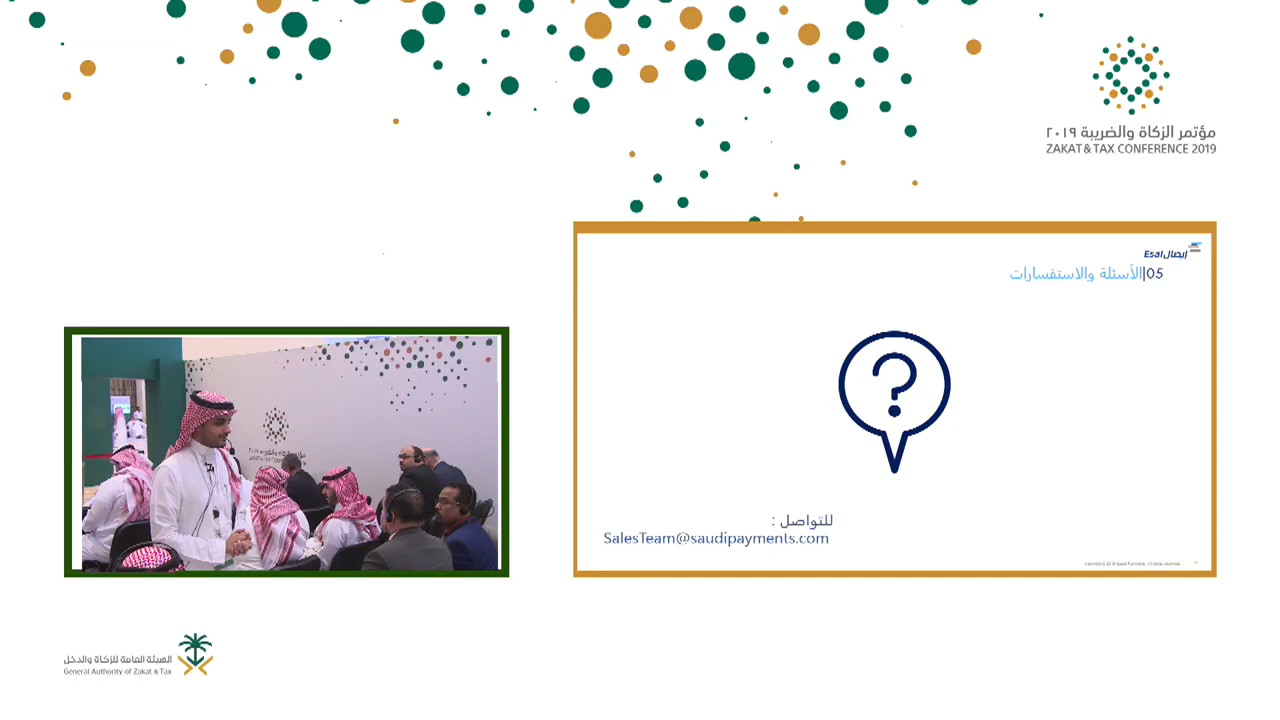 مؤتمر الزكاة والضريبة ٢٠١٩
ZAKAT & TAX CONFERENCE 2019
إيصال Esal
05|الأسئلة والاستفسارات
للتواصل :
SalesTeam@saudipayments.com
الهيئة العامة للزكاة والدخل
General Authority of Zakat & Tax